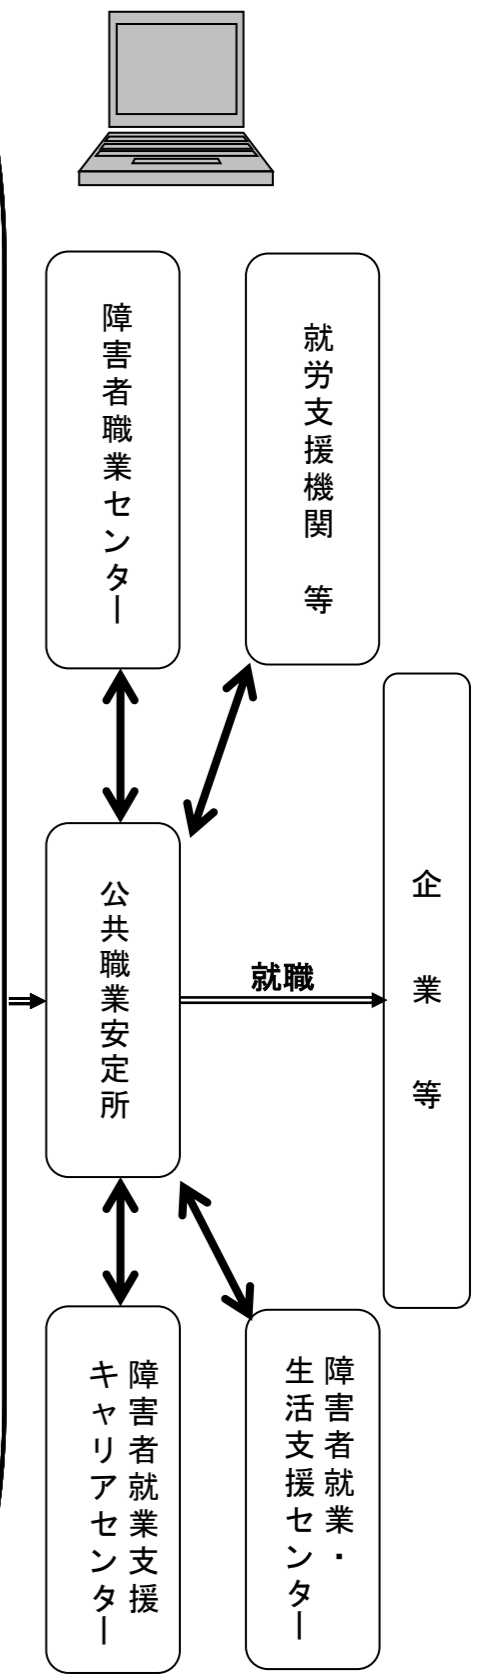 障害者職業センター
就労支援機関 等
公共職業安定所
就職
企 業 等
障害者就業支援
キャリアセンター
障害者就業・
生活支援センター